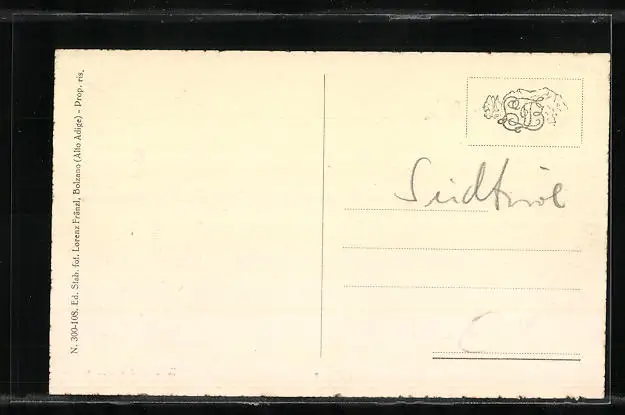 N. 300-108. Ed. Stab. fot. Lorenz Fränzl, Bolzano (Alto Adige) - Prop. ris.
Südtirol